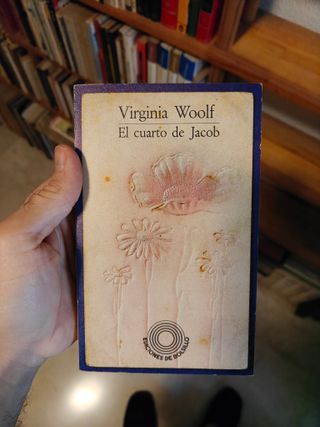 Virginia Woolf
El cuarto de Jacob
EDICIONES DE BOLSILLO